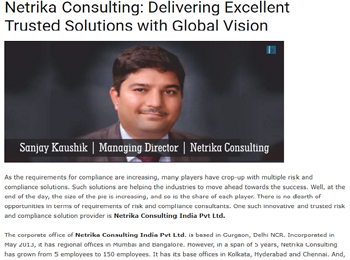 Netrika Consulting: Delivering Excellent
Trusted Solutions with Global Vision
Sanjay Kaushik | Managing Director | Netrika Consulting
As the requirements for compliance are increasing, many players have crop-up with multiple risk and
compliance solutions. Such solutions are helping the industries to move ahead towards the success. Well, at the
end of the day, the size of the pie is increasing, and so is the share of each player. There is no dearth of
opportunities in terms of requirements of risk and compliance consultants. One such innovative and trusted risk
and compliance solution provider is Netrika Consulting India Pvt Ltd.
The corporate office of Netrika Consulting India Pvt Ltd. is based in Gurgaon, Delhi NCR. Incorporated in
May 2013, it has regional offices in Mumbai and Bangalore. However, in a span of 5 years, Netrika Consulting
has grown from 5 employees to 150 employees. It has its base offices in Kolkata, Hyderabad and Chennai. And,